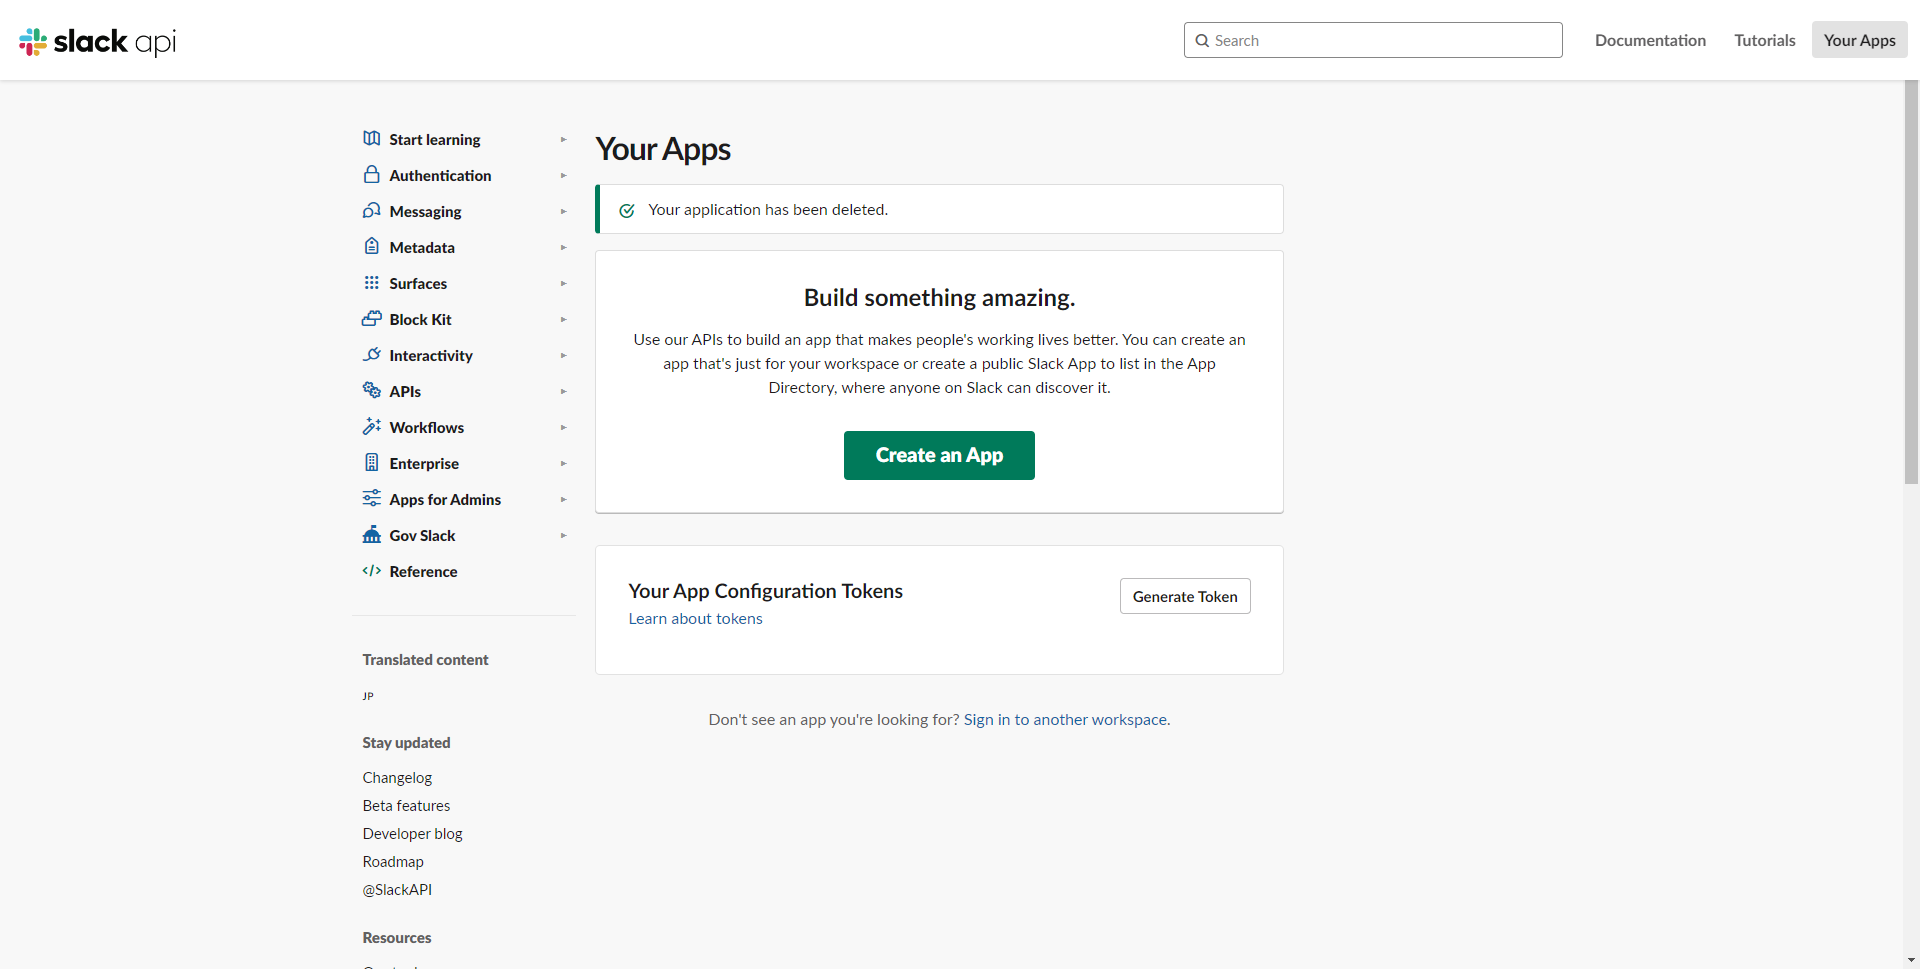 slack api
Search
Documentation
Tutorials
Your Apps
Start learning
Authentication
Messaging
Metadata
Surfaces
Block Kit
Interactivity
APIs
Workflows
Enterprise
Apps for Admins
Gov Slack
Reference
Translated content
JP
Stay updated
Changelog
Beta features
Developer blog
Roadmap
@SlackAPI
Resources
Your Apps
Your application has been deleted.
Build something amazing.
Use our APIs to build an app that makes people's working lives better. You can create an
app that's just for your workspace or create a public Slack App to list in the App
Directory, where anyone on Slack can discover it.
Create an App
Your App Configuration Tokens
Learn about tokens
Generate Token
Don't see an app you're looking for? Sign in to another workspace.